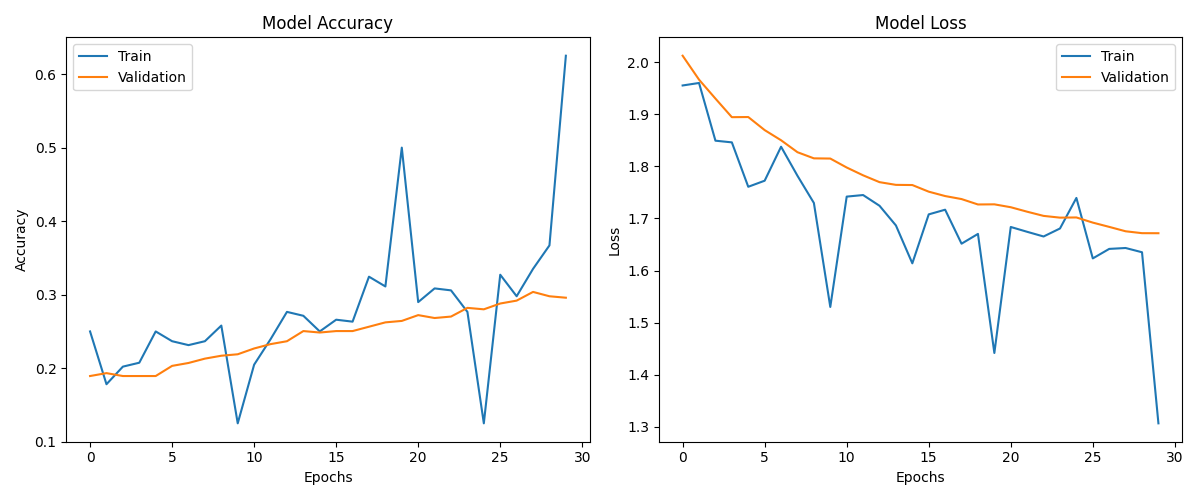 Model Accuracy
Train
Validation
0.6
0.5
0.4
0.3
0.2
0.1
Accuracy
0 5 10 15 20 25 30
Epochs
Model Loss
Train
Validation
2.0
1.9
1.8
1.7
1.6
1.5
1.4
1.3
Loss
0 5 10 15 20 25 30
Epochs